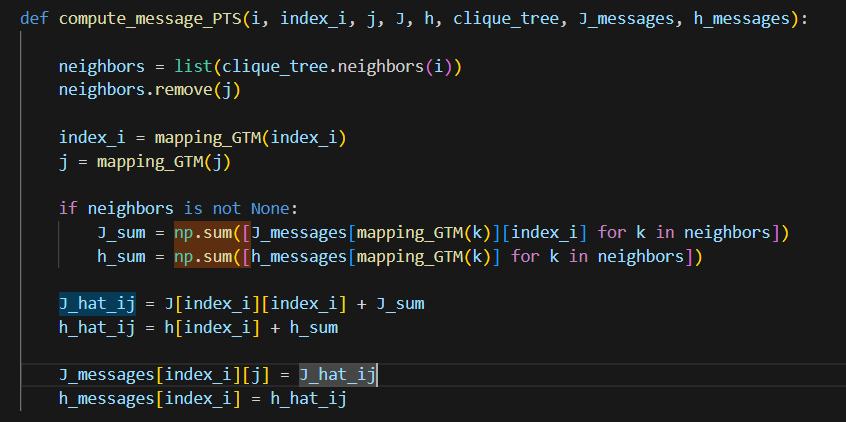 def compute_message_PTS(i, index_i, j, J, h, clique_tree, J_messages, h_messages):
neighbors = list(clique_tree.neighbors(i))
neighbors.remove(j)
index_i = mapping_GTM(index_i)
j = mapping_GTM(j)
if neighbors is not None:
J_sum = np.sum([J_messages[mapping_GTM(k)][index_i] for k in neighbors])
h_sum = np.sum([h_messages[mapping_GTM(k)] for k in neighbors])
J_hat_ij = J[index_i][index_i] + J_sum
h_hat_ij = h[index_i] + h_sum
J_messages[index_i][j] = J_hat_ij
h_messages[index_i] = h_hat_ij